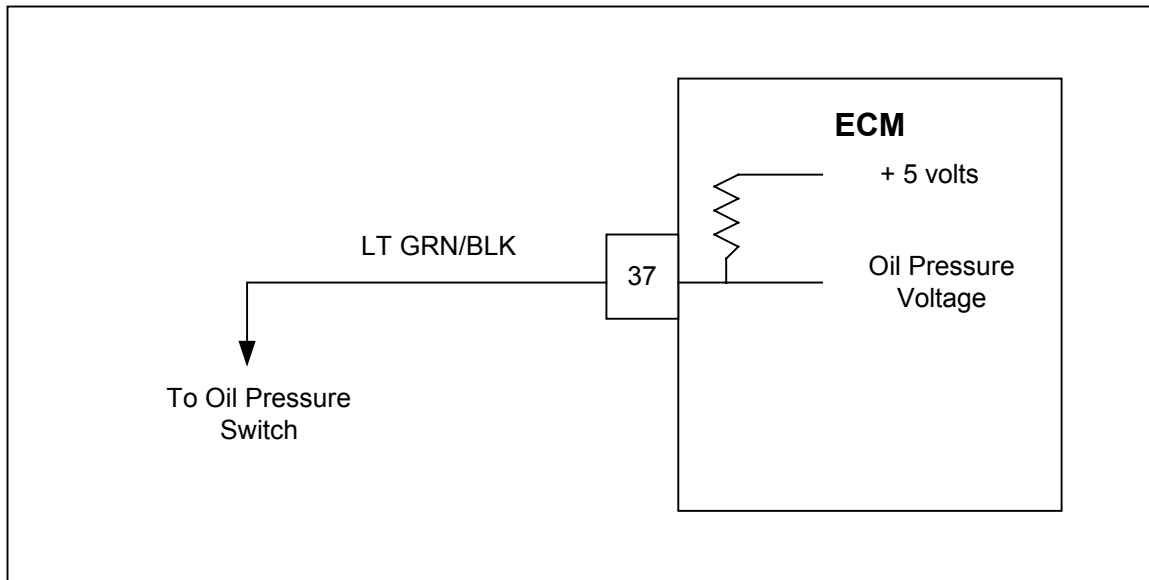 ECM
+ 5 volts
LT GRN/BLK
37
Oil Pressure
Voltage
To Oil Pressure
Switch